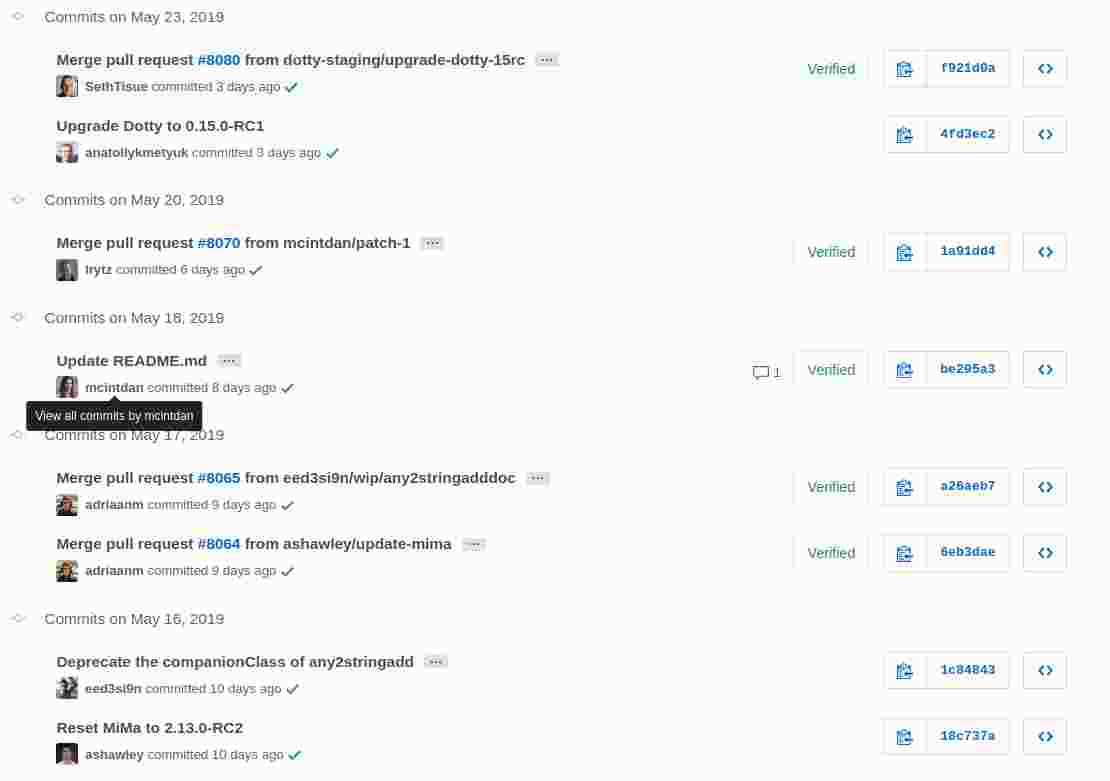 Commits on May 23, 2019
Merge pull request #8080 from dotty-staging/upgrade-dotty-15rc ···
Verified
f921d0a
SethTisue committed 3 days ago
Upgrade Dotty to 0.15.0-RC1
4fd3ec2
anatoliykmetyuk committed 3 days ago
Commits on May 20, 2019
Merge pull request #8070 from mcintdan/patch-1 ···
Verified
1a91dd4
lrytz committed 6 days ago
Commits on May 18, 2019
Update README.md ···
1
Verified
be295a3
mcintdan committed 8 days ago
View all commits by mcintdan
Commits on May 17, 2019
Merge pull request #8065 from eed3si9n/wip/any2stringadddoc ···
Verified
a26aeb7
adriaanm committed 9 days ago
Merge pull request #8064 from ashawley/update-mima ···
Verified
6eb3dae
adriaanm committed 9 days ago
Commits on May 16, 2019
Deprecate the companionClass of any2stringadd ···
1c84843
eed3si9n committed 10 days ago
Reset MiMa to 2.13.0-RC2
18c737a
ashawley committed 10 days ago